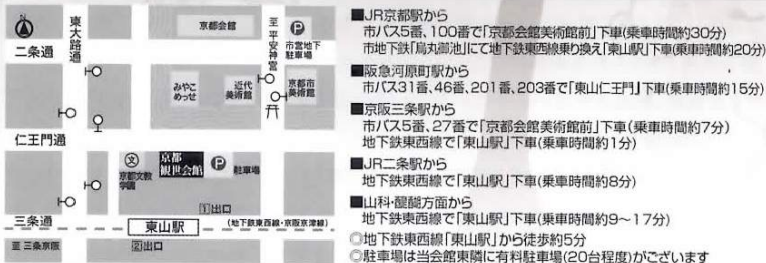 N
東大路通
二条通
京都会館
至 平安神宮
P
市営地下
駐車場
みやこ
めっせ
近代
美術館
京都市
美術館
仁王門通
文
京都文教
学園
京都
観世会館
P
駐車場
1出口
三条通
東山駅
(地下鉄東西線・京阪京津線)
至 三条京阪
2出口
■JR京都駅から
市バス5番、100番で「京都会館美術館前」下車(乗車時間約30分)
市地下鉄「烏丸御池」にて地下鉄東西線乗り換え「東山駅」下車(乗車時間約20分)
■阪急河原町駅から
市バス31番、46番、201番、203番で「東山仁王門」下車(乗車時間約15分)
■京阪三条駅から
市バス5番、27番で「京都会館美術館前」下車(乗車時間約7分)
地下鉄東西線で「東山駅」下車(乗車時間約1分)
■JR二条駅から
地下鉄東西線で「東山駅」下車(乗車時間約8分)
■山科・醍醐方面から
地下鉄東西線で「東山駅」下車(乗車時間約9〜17分)
◎地下鉄東西線「東山駅」から徒歩約5分
◎駐車場は当会館東隣に有料駐車場(20台程度)がございます